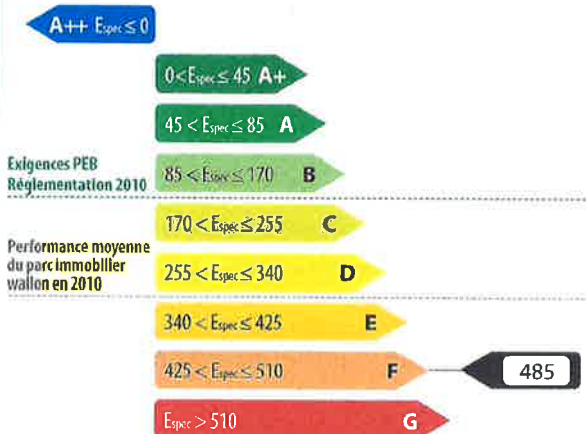 A++ Espec ≤ 0
0 < Espec ≤ 45 A+
45 < Espec ≤ 85 A
Exigences PEB
Réglementation 2010
85 < Espec ≤ 170 B
170 < Espec ≤ 255 C
Performance moyenne
du parc immobilier
wallon en 2010
255 < Espec ≤ 340 D
340 < Espec ≤ 425 E
425 < Espec ≤ 510 F 485
Espec > 510 G